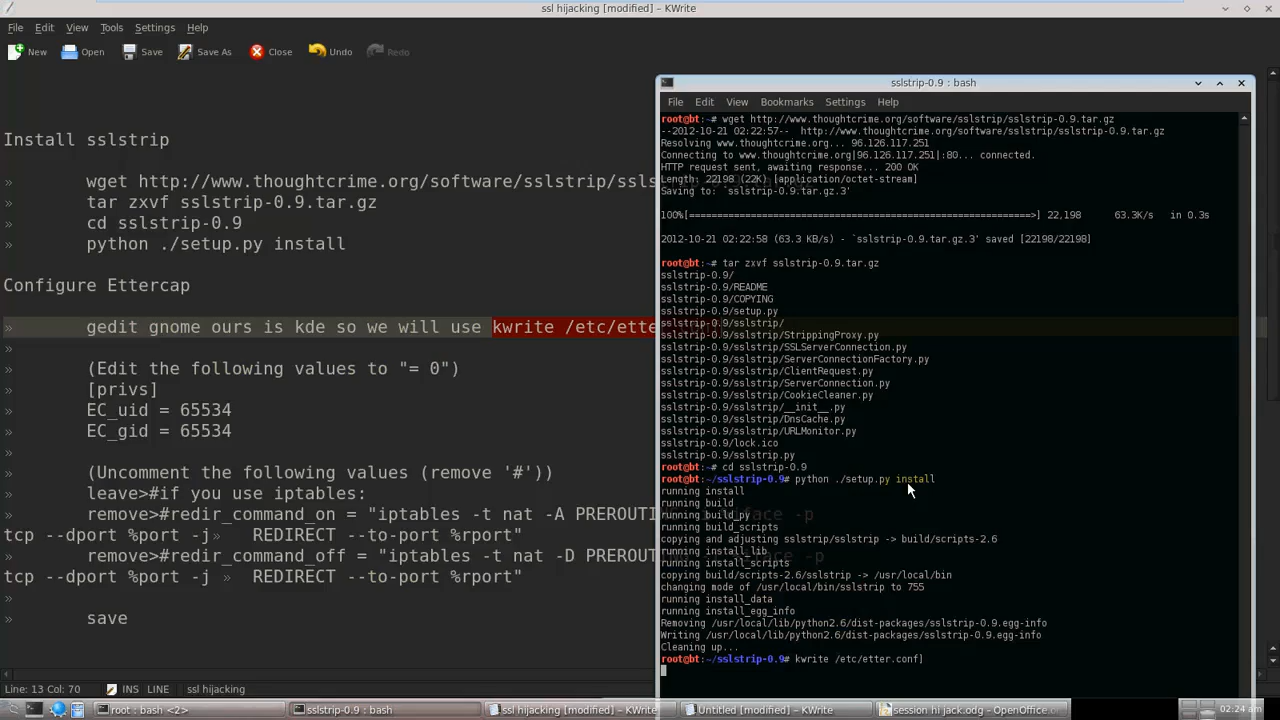 ssl hijacking [modified] – KWrite
File Edit View Tools Settings Help
New Open Save Save As Close Undo Redo
Install sslstrip
» wget http://www.thoughtcrime.org/software/sslstrip/ssls
» tar zxvf sslstrip-0.9.tar.gz
» cd sslstrip-0.9
» python ./setup.py install
Configure Ettercap
» gedit gnome ours is kde so we will use kwrite /etc/ette
»
» (Edit the following values to "= 0")
» [privs]
» EC_uid = 65534
» EC_gid = 65534
»
» (Uncomment the following values (remove '#'))
» leave>#if you use iptables:
» remove>#redir_command_on = "iptables -t nat -A PREROUTING -i %iface -p
tcp --dport %port -j» REDIRECT --to-port %rport"
» remove>#redir_command_off = "iptables -t nat -D PREROUTING -i %iface -p
tcp --dport %port -j » REDIRECT --to-port %rport"
»
» save
Line: 13 Col: 70 INS LINE ssl hijacking
sslstrip-0.9 : bash
File Edit View Bookmarks Settings Help
root@bt:~# wget http://www.thoughtcrime.org/software/sslstrip/sslstrip-0.9.tar.gz
--2012-10-21 02:22:57-- http://www.thoughtcrime.org/software/sslstrip/sslstrip-0.9.tar.gz
Resolving www.thoughtcrime.org... 96.126.117.251
Connecting to www.thoughtcrime.org|96.126.117.251|:80... connected.
HTTP request sent, awaiting response... 200 OK
Length: 22198 (22K) [application/octet-stream]
Saving to: `sslstrip-0.9.tar.gz.3'
100%[=============================================================>] 22,198 63.3K/s in 0.3s
2012-10-21 02:22:58 (63.3 KB/s) - `sslstrip-0.9.tar.gz.3' saved [22198/22198]
root@bt:~# tar zxvf sslstrip-0.9.tar.gz
sslstrip-0.9/
sslstrip-0.9/README
sslstrip-0.9/COPYING
sslstrip-0.9/setup.py
sslstrip-0.9/sslstrip/
sslstrip-0.9/sslstrip/StrippingProxy.py
sslstrip-0.9/sslstrip/SSLServerConnection.py
sslstrip-0.9/sslstrip/ServerConnectionFactory.py
sslstrip-0.9/sslstrip/ClientRequest.py
sslstrip-0.9/sslstrip/ServerConnection.py
sslstrip-0.9/sslstrip/CookieCleaner.py
sslstrip-0.9/sslstrip/__init__.py
sslstrip-0.9/sslstrip/DnsCache.py
sslstrip-0.9/sslstrip/URLMonitor.py
sslstrip-0.9/lock.ico
sslstrip-0.9/sslstrip.py
root@bt:~# cd sslstrip-0.9
root@bt:~/sslstrip-0.9# python ./setup.py install
running install
running build
running build_py
running build_scripts
copying and adjusting sslstrip/sslstrip -> build/scripts-2.6
running install_lib
running install_scripts
copying build/scripts-2.6/sslstrip -> /usr/local/bin
changing mode of /usr/local/bin/sslstrip to 755
running install_data
running install_egg_info
Removing /usr/local/lib/python2.6/dist-packages/sslstrip-0.9.egg-info
Writing /usr/local/lib/python2.6/dist-packages/sslstrip-0.9.egg-info
Cleaning up...
root@bt:~/sslstrip-0.9# kwrite /etc/etter.conf]
root : bash <2> sslstrip-0.9 : bash ssl hijacking [modified] – KWrite Untitled [modified] – KWrite session hi jack.odg - OpenOffice.o 02:24 am